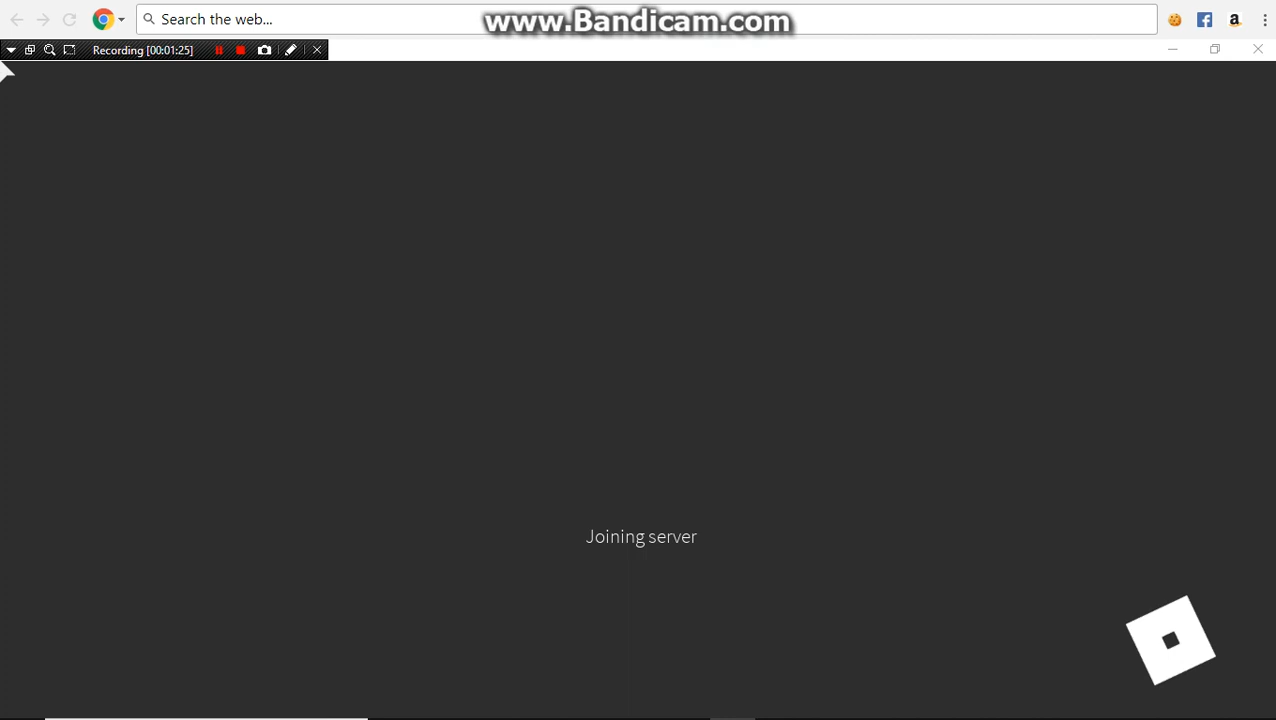 Search the web...
www.Bandicam.com
Recording [00:01:25]
Joining server